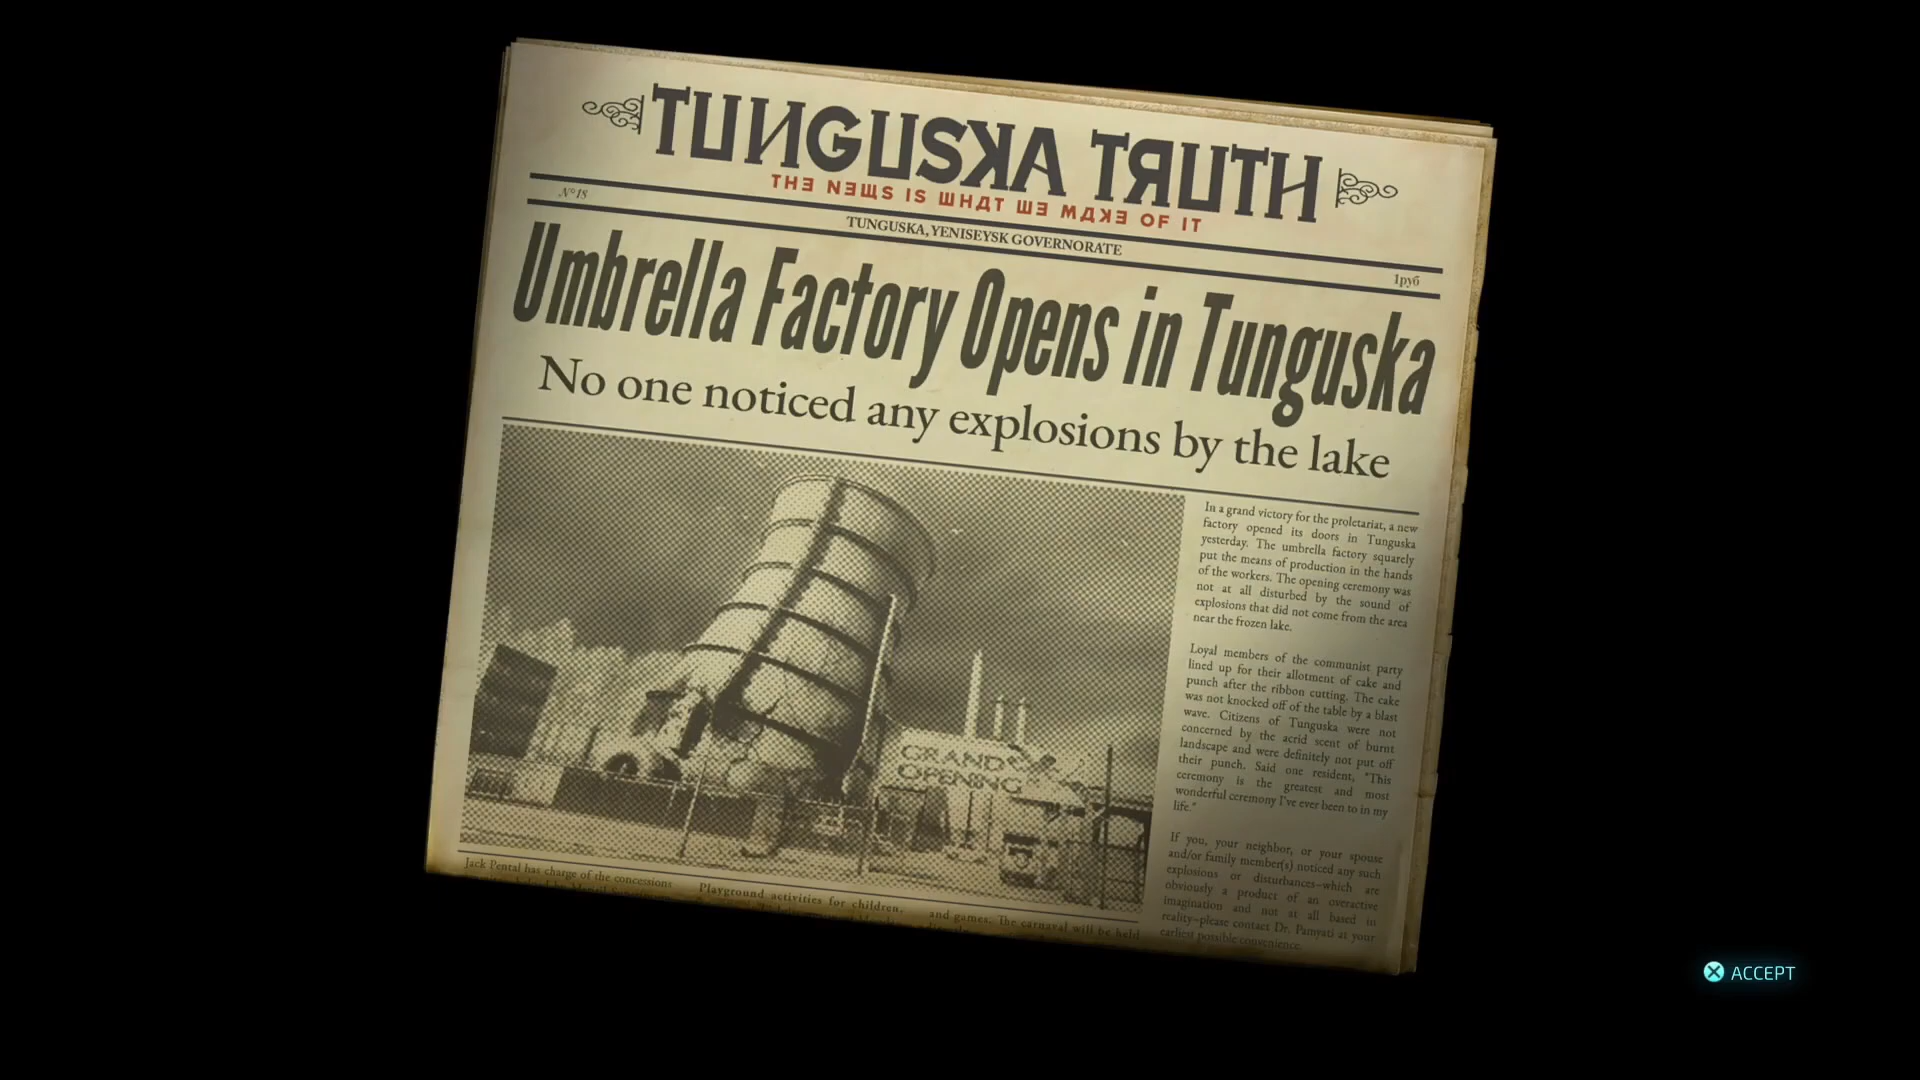 TUNGUSKA TRUTH
THE NEWS IS WHAT WE MAKE OF IT
N°18
TUNGUSKA, YENISEYSK GOVERNORATE
1руб
Umbrella Factory Opens in Tunguska
No one noticed any explosions by the lake
GRAND
OPENING
In a grand victory for the proletariat, a new
factory opened its doors in Tunguska
yesterday. The umbrella factory squarely
put the means of production in the hands
of the workers. The opening ceremony was
not at all disturbed by the sound of
explosions that did not come from the area
near the frozen lake.
Loyal members of the communist party
lined up for their allotment of cake and
punch after the ribbon cutting. The cake
was not knocked off of the table by a blast
wave. Citizens of Tunguska were not
concerned by the acrid scent of burnt
landscape and were definitely not put off
their punch. Said one resident, "This
ceremony is the greatest and most
wonderful ceremony I've ever been to in my
life."
If you, your neighbor, or your spouse
and/or family member(s) noticed any such
explosions or disturbances–which are
obviously a product of an overactive
imagination and not at all based in
reality–please contact Dr. Pamyati at your
earliest possible convenience.
Jack Pental has charge of the concessions
Playground activities for children.
and games. The carnaval will be held
ACCEPT